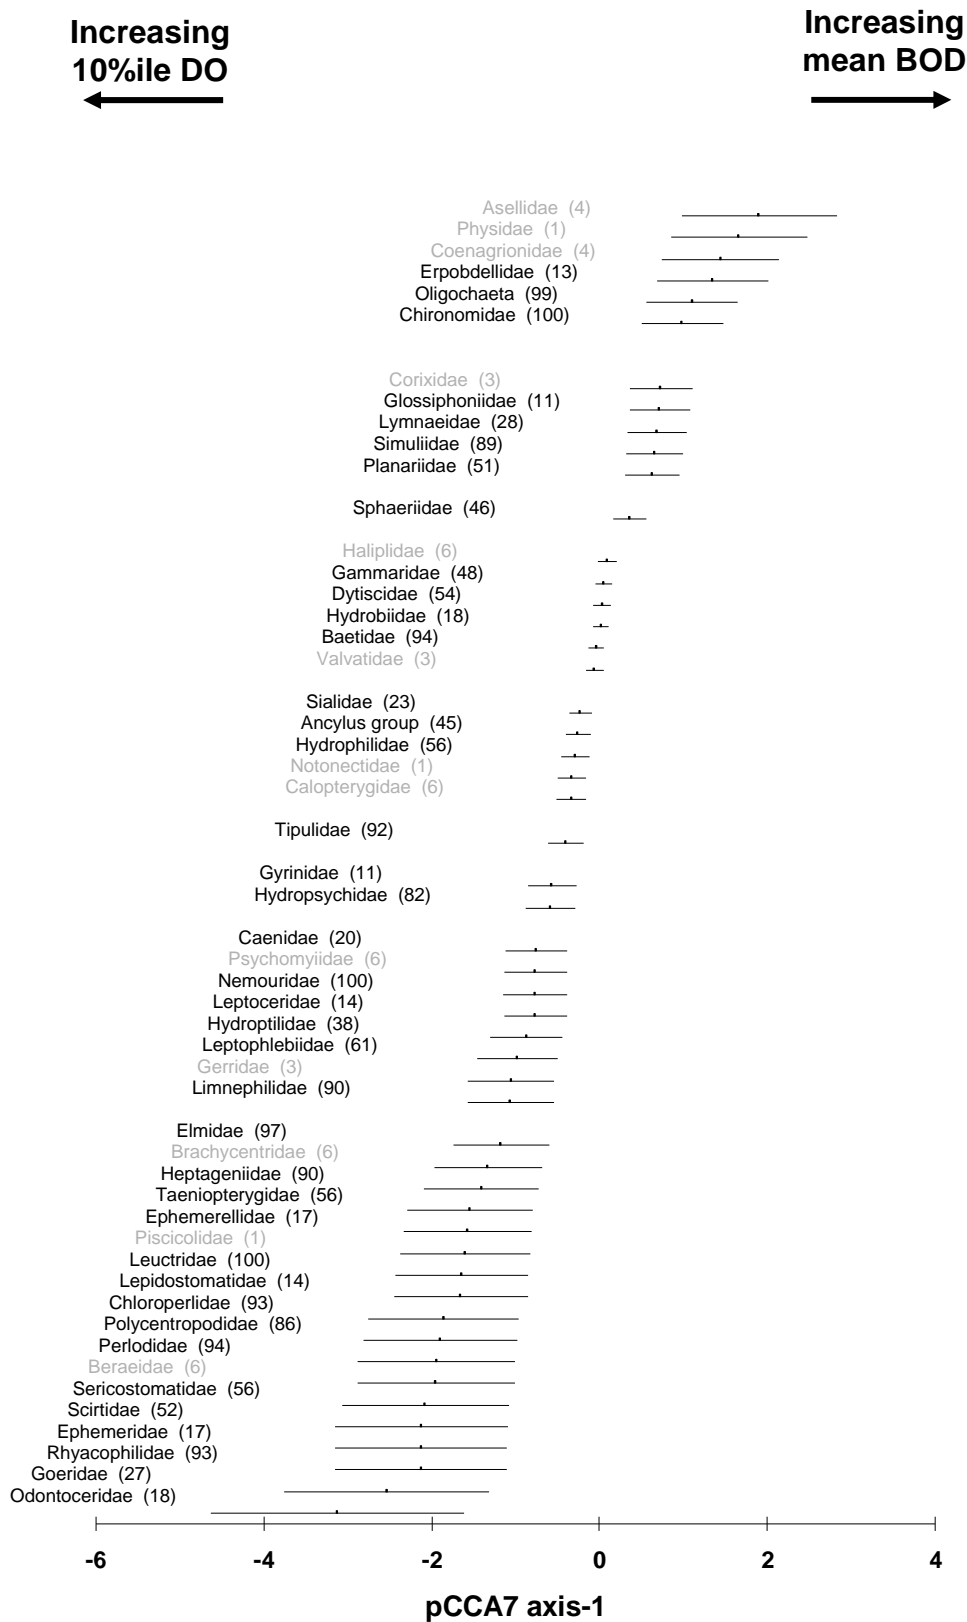 Increasing
10%ile DO
Increasing
mean BOD
Asellidae (4)
Physidae (1)
Coenagrionidae (4)
Erpobdellidae (13)
Oligochaeta (99)
Chironomidae (100)
Corixidae (3)
Glossiphoniidae (11)
Lymnaeidae (28)
Simuliidae (89)
Planariidae (51)
Sphaeriidae (46)
Haliplidae (6)
Gammaridae (48)
Dytiscidae (54)
Hydrobiidae (18)
Baetidae (94)
Valvatidae (3)
Sialidae (23)
Ancylus group (45)
Hydrophilidae (56)
Notonectidae (1)
Calopterygidae (6)
Tipulidae (92)
Gyrinidae (11)
Hydropsychidae (82)
Caenidae (20)
Psychomyiidae (6)
Nemouridae (100)
Leptoceridae (14)
Hydroptilidae (38)
Leptophlebiidae (61)
Gerridae (3)
Limnephilidae (90)
Elmidae (97)
Brachycentridae (6)
Heptageniidae (90)
Taeniopterygidae (56)
Ephemerellidae (17)
Piscicolidae (1)
Leuctridae (100)
Lepidostomatidae (14)
Chloroperlidae (93)
Polycentropodidae (86)
Perlodidae (94)
Beraeidae (6)
Sericostomatidae (56)
Scirtidae (52)
Ephemeridae (17)
Rhyacophilidae (93)
Goeridae (27)
Odontoceridae (18)
-6 -4 -2 0 2 4
pCCA7 axis-1